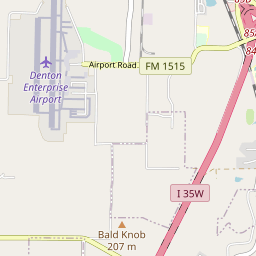 Airport Road
FM 1515
Denton
Enterprise
Airport
I 35W
Bald Knob
207 m